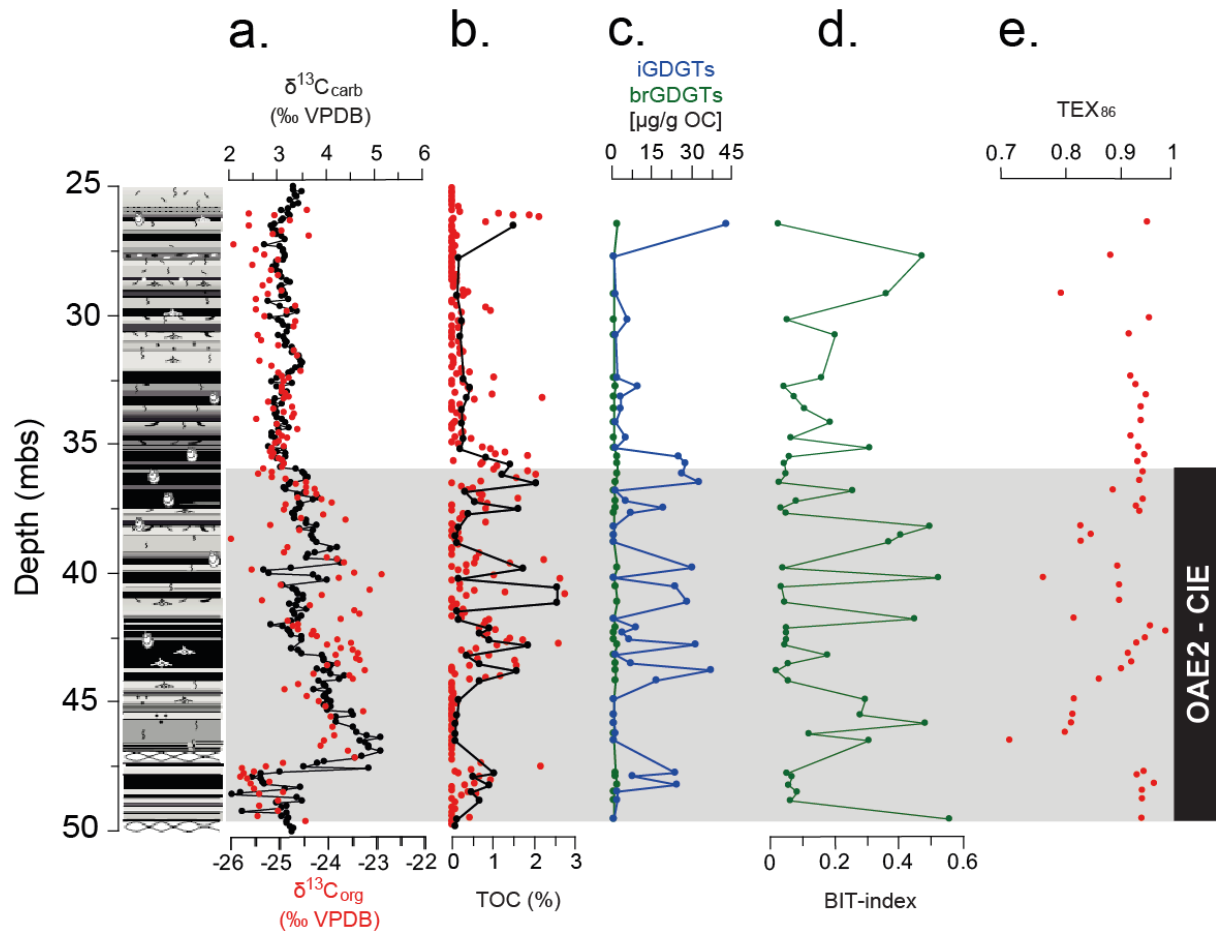 a.
b.
c.
d.
e.
δ¹³Ccarb
(‰ VPDB)
iGDGTs
brGDGTs
[µg/g OC]
TEX₈₆
2 3 4 5 6
0 15 30 45
0.7 0.8 0.9 1
25
30
35
40
45
50
Depth (mbs)
OAE2 - CIE
-26 -25 -24 -23 -22
0 1 2 3
0 0.2 0.4 0.6
δ¹³Corg
(‰ VPDB)
TOC (%)
BIT-index